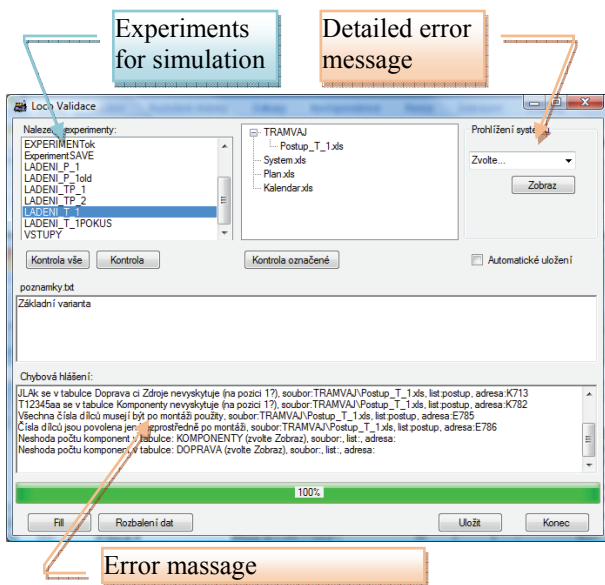 Experiments
for simulation
Detailed error
message
Loco Validace
Nalezené experimenty:
EXPERIMENTok
ExperimentSAVE
LADENI_P_1
LADENI_P_1old
LADENI_TP_1
LADENI_TP_2
LADENI_T_1
LADENI_T_1POKUS
VSTUPY
TRAMVAJ
Postup_T_1.xls
System.xls
Plan.xls
Kalendar.xls
Prohlížení systému
Zvolte...
Zobraz
Kontrola vše
Kontrola
Kontrola označené
Automatické uložení
poznamky.txt
Základní varianta
Chybová hlášení:
JLAk se v tabulce Doprava ci Zdroje nevyskytuje (na pozici 1?), soubor:TRAMVAJ\Postup_T_1.xls, list:postup, adresa:K713
T12345aa se v tabulce Komponenty nevyskytuje (na pozici 1?), soubor:TRAMVAJ\Postup_T_1.xls, list:postup, adresa:K782
Všechna čísla dílců musejí být po montáži použity, soubor:TRAMVAJ\Postup_T_1.xls, list:postup, adresa:E785
Čísla dílců jsou povolena jen bezprostředně po montáži, soubor:TRAMVAJ\Postup_T_1.xls, list:postup, adresa:E786
Neshoda počtu komponent v tabulce: KOMPONENTY (zvolte Zobraz), soubor:, list:, adresa:
Neshoda počtu komponent v tabulce: DOPRAVA (zvolte Zobraz), soubor:, list:, adresa:
100%
Fill
Rozbalení dat
Uložit
Konec
Error massage